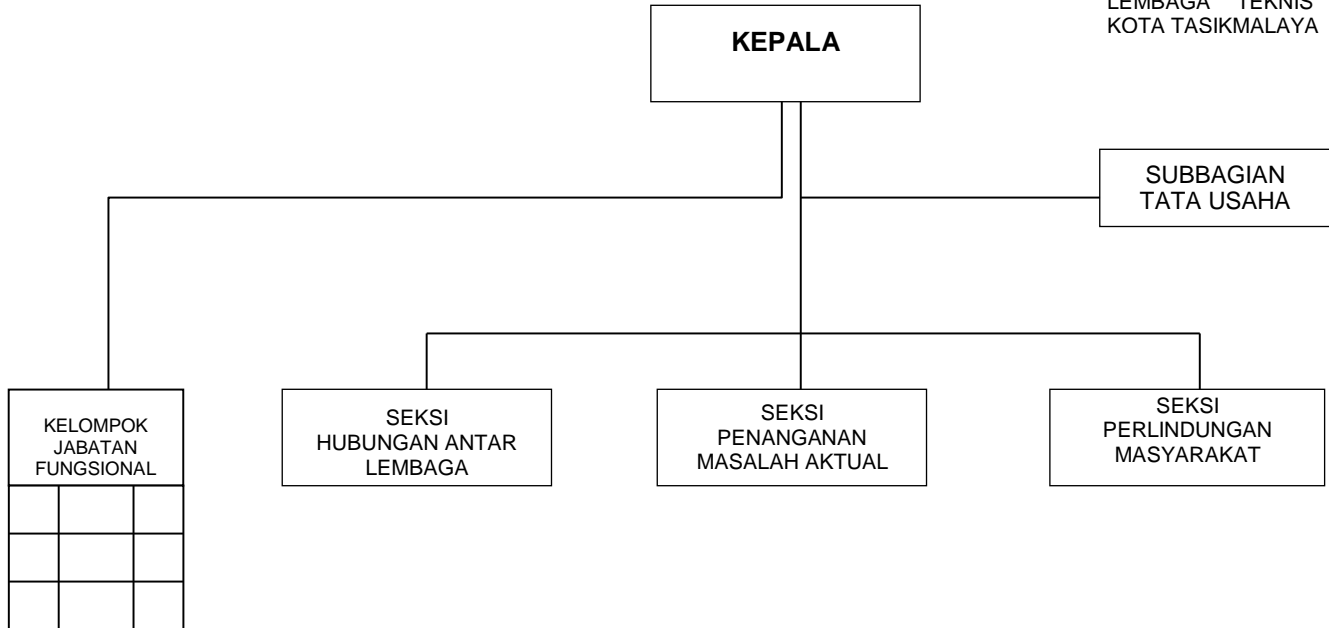 LEMBAGA TEKNIS
KOTA TASIKMALAYA
KEPALA
SUBBAGIAN
TATA USAHA
KELOMPOK
JABATAN
FUNGSIONAL
SEKSI
HUBUNGAN ANTAR
LEMBAGA
SEKSI
PENANGANAN
MASALAH AKTUAL
SEKSI
PERLINDUNGAN
MASYARAKAT